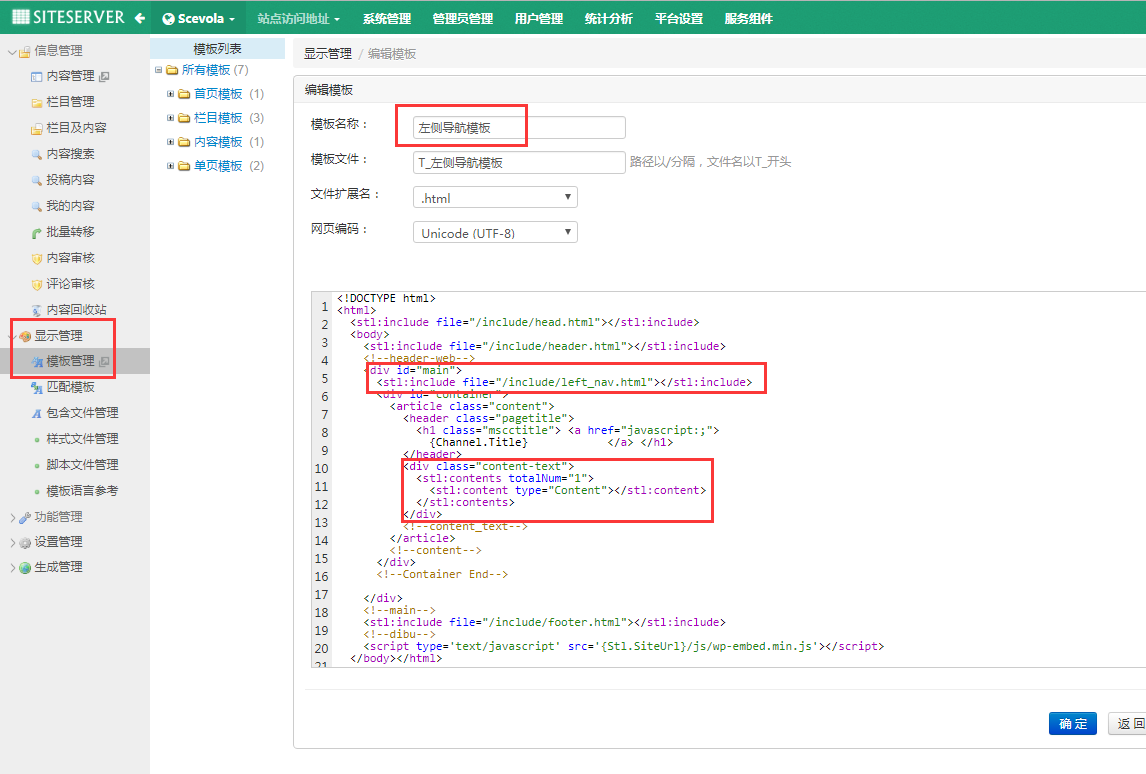 SITESERVER Scevola 站点访问地址 系统管理 管理员管理 用户管理 统计分析 平台设置 服务组件
信息管理
内容管理
栏目管理
栏目及内容
内容搜索
投稿内容
我的内容
批量转移
内容审核
评论审核
内容回收站
显示管理
模板管理
匹配模板
包含文件管理
样式文件管理
脚本文件管理
模板语言参考
功能管理
设置管理
生成管理
模板列表
所有模板 (7)
首页模板 (1)
栏目模板 (3)
内容模板 (1)
单页模板 (2)
显示管理 / 编辑模板
编辑模板
模板名称： 左侧导航模板
模板文件： T_左侧导航模板 路径以/分隔，文件名以T_开头
文件扩展名： .html
网页编码： Unicode (UTF-8)
1
2
3
4
5
6
7
8
9
10
11
12
13
14
15
16
17
18
19
20
21
<!DOCTYPE html>
<html>
<stl:include file="/include/head.html"></stl:include>
<body>
<stl:include file="/include/header.html"></stl:include>
<!--header-web-->
<div id="main">
<stl:include file="/include/left_nav.html"></stl:include>
<div id="container">
<article class="content">
<header class="pagetitle">
<h1 class="mscctitle"> <a href="javascript:;">
{Channel.Title} </a> </h1>
</header>
<div class="content-text">
<stl:contents totalNum="1">
<stl:content type="Content"></stl:content>
</stl:contents>
</div>
<!--content_text-->
</article>
<!--content-->
</div>
<!--Container End-->
</div>
<!--main-->
<stl:include file="/include/footer.html"></stl:include>
<!--dibu-->
<script type='text/javascript' src='{Stl.SiteUrl}/js/wp-embed.min.js'></script>
</body></html>
确 定 返 回